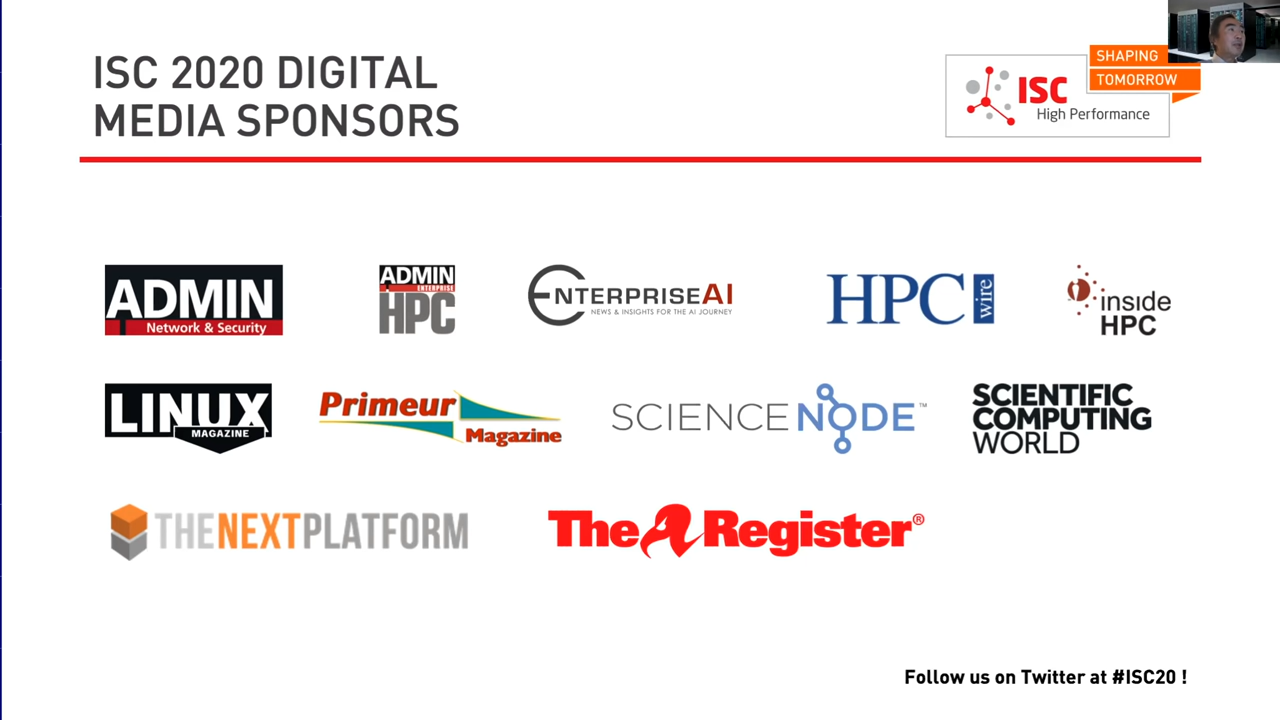 ISC 2020 DIGITAL
MEDIA SPONSORS
SHAPING
TOMORROW
ISC
High Performance
ADMIN
Network & Security
ADMIN
ENTERPRISE
HPC
ENTERPRISEAI
NEWS & INSIGHTS FOR THE AI JOURNEY
HPC wire
inside
HPC
LINUX
MAGAZINE
Primeur
Magazine
SCIENCE NODE™
SCIENTIFIC
COMPUTING
WORLD
THENEXTPLATFORM
The Register®
Follow us on Twitter at #ISC20 !